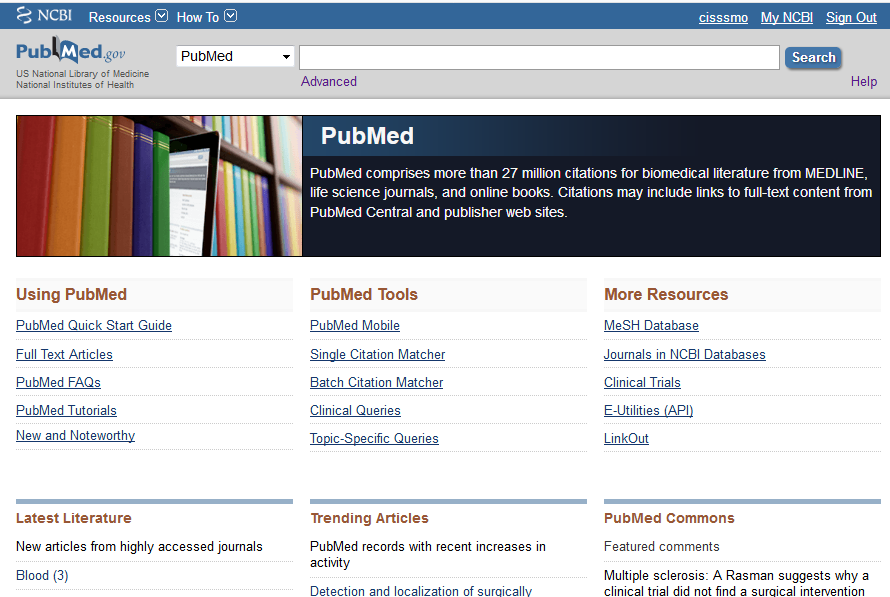 NCBI Resources How To cisssmo My NCBI Sign Out
PubMed.gov
US National Library of Medicine
National Institutes of Health
PubMed
Search
Advanced
Help
PubMed
PubMed comprises more than 27 million citations for biomedical literature from MEDLINE,
life science journals, and online books. Citations may include links to full-text content from
PubMed Central and publisher web sites.
Using PubMed
PubMed Quick Start Guide
Full Text Articles
PubMed FAQs
PubMed Tutorials
New and Noteworthy
PubMed Tools
PubMed Mobile
Single Citation Matcher
Batch Citation Matcher
Clinical Queries
Topic-Specific Queries
More Resources
MeSH Database
Journals in NCBI Databases
Clinical Trials
E-Utilities (API)
LinkOut
Latest Literature
New articles from highly accessed journals
Blood (3)
Trending Articles
PubMed records with recent increases in
activity
Detection and localization of surgically
PubMed Commons
Featured comments
Multiple sclerosis: A Rasman suggests why a
clinical trial did not find a surgical intervention